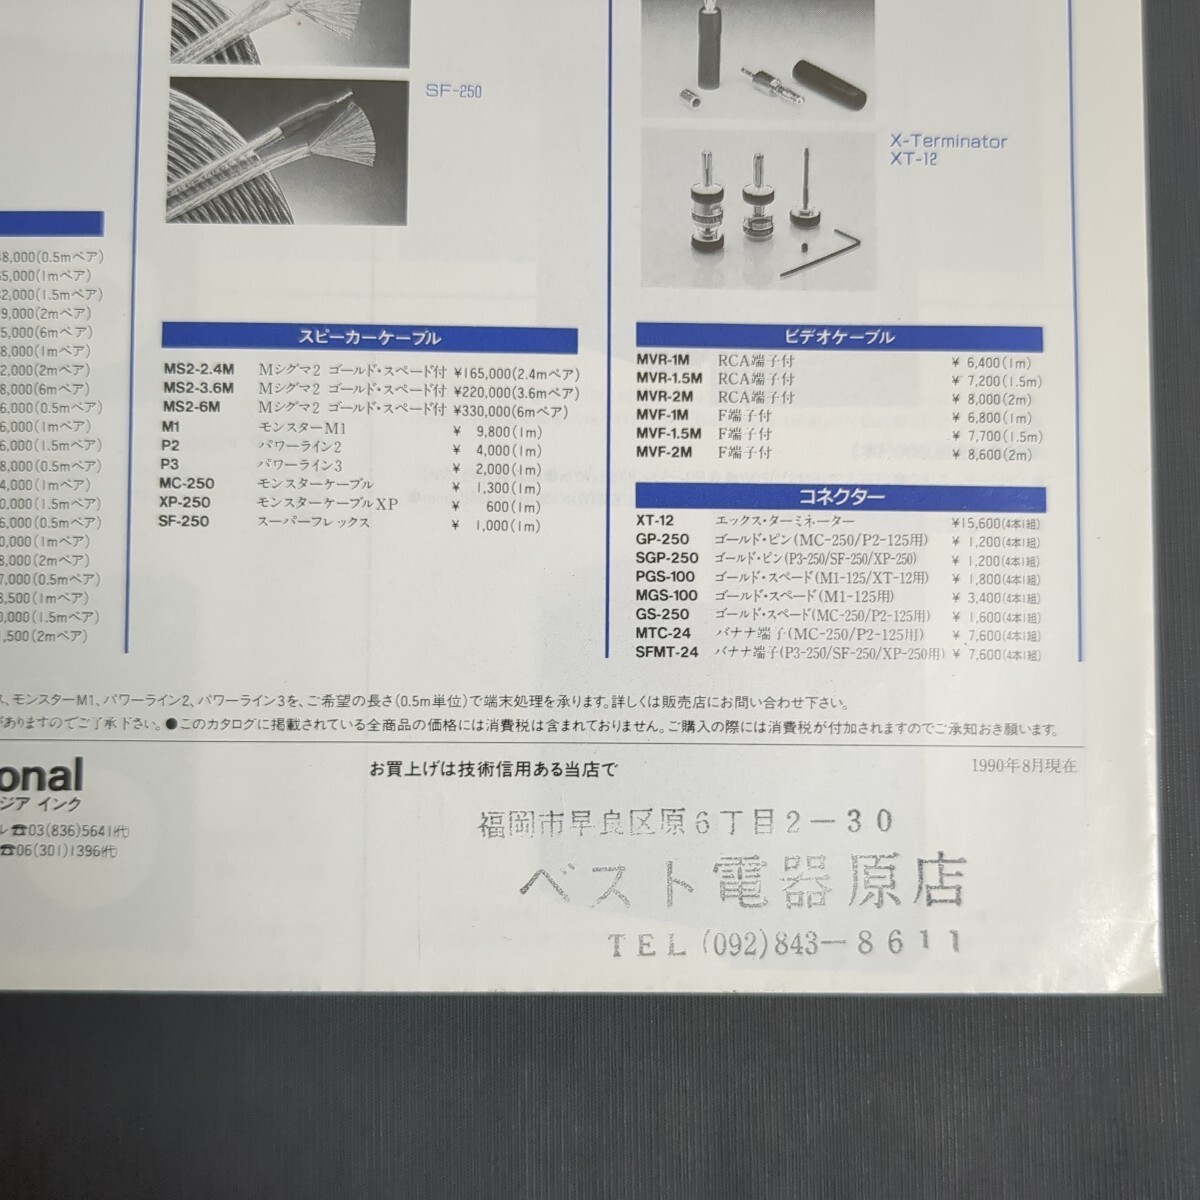 SF-250
X-Terminator
XT-12
8,000(0.5mペア)
5,000(1mペア)
2,000(1.5mペア)
9,000(2mペア)
5,000(6mペア)
8,000(1mペア)
2,000(2mペア)
8,000(6mペア)
6,000(0.5mペア)
6,000(1mペア)
6,000(1.5mペア)
8,000(0.5mペア)
4,000(1mペア)
0,000(1.5mペア)
6,000(0.5mペア)
0,000(1mペア)
8,000(2mペア)
7,000(0.5mペア)
8,500(1mペア)
0,000(1.5mペア)
1,500(2mペア)
スピーカーケーブル
MS2-2.4M Mシグマ2 ゴールド・スペード付 ¥165,000(2.4mペア)
MS2-3.6M Mシグマ2 ゴールド・スペード付 ¥220,000(3.6mペア)
MS2-6M Mシグマ2 ゴールド・スペード付 ¥330,000(6mペア)
M1 モンスターM1 ¥ 9,800(1m)
P2 パワーライン2 ¥ 4,000(1m)
P3 パワーライン3 ¥ 2,000(1m)
MC-250 モンスターケーブル ¥ 1,300(1m)
XP-250 モンスターケーブルXP ¥ 600(1m)
SF-250 スーパーフレックス ¥ 1,000(1m)
ビデオケーブル
MVR-1M RCA端子付 ¥ 6,400(1m)
MVR-1.5M RCA端子付 ¥ 7,200(1.5m)
MVR-2M RCA端子付 ¥ 8,000(2m)
MVF-1M F端子付 ¥ 6,800(1m)
MVF-1.5M F端子付 ¥ 7,700(1.5m)
MVF-2M F端子付 ¥ 8,600(2m)
コネクター
XT-12 エックス・ターミネーター ¥15,600(4本1組)
GP-250 ゴールド・ピン(MC-250/P2-125用) ¥ 1,200(4本1組)
SGP-250 ゴールド・ピン(P3-250/SF-250/XP-250) ¥ 1,200(4本1組)
PGS-100 ゴールド・スペード(M1-125/XT-12用) ¥ 1,800(4本1組)
MGS-100 ゴールド・スペード(M1-125用) ¥ 3,400(4本1組)
GS-250 ゴールド・スペード(MC-250/P2-125用) ¥ 1,600(4本1組)
MTC-24 バナナ端子(MC-250/P2-125用) ¥ 7,600(4本1組)
SFMT-24 バナナ端子(P3-250/SF-250/XP-250用) ¥ 7,600(4本1組)
ス、モンスターM1、パワーライン2、パワーライン3を、ご希望の長さ(0.5m単位)で端末処理を承ります。詳しくは販売店にお問い合わせ下さい。
がありますのでご了承下さい。●このカタログに掲載されている全商品の価格には消費税は含まれておりません。ご購入の際には消費税が付加されますのでご承知おき願います。
onal
ジア インク
ル☎03(836)5641代
☎06(301)1396代
お買上げは技術信用ある当店で
1990年8月現在
福岡市早良区原6丁目2-30
ベスト電器原店
TEL(092)843-8611